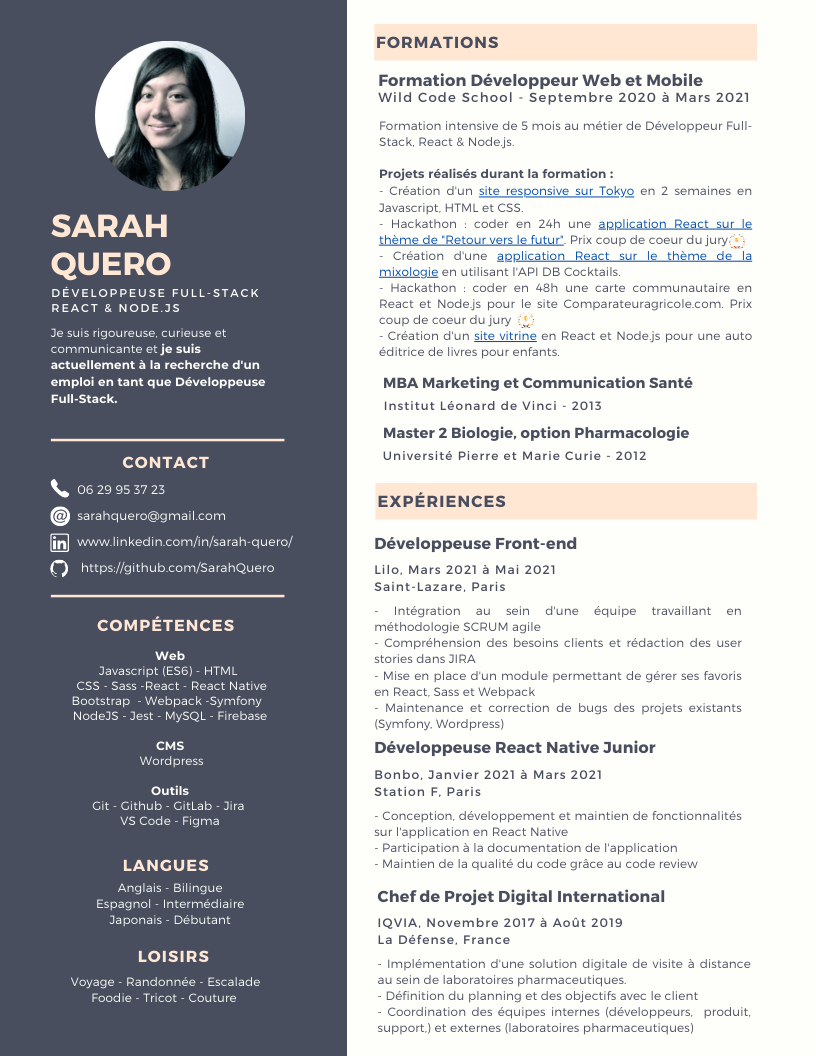 SARAH
QUERO
DÉVELOPPEUSE FULL-STACK
REACT & NODE.JS
Je suis rigoureuse, curieuse et
communicante et je suis
actuellement à la recherche d'un
emploi en tant que Développeuse
Full-Stack.
CONTACT
06 29 95 37 23
sarahquero@gmail.com
www.linkedin.com/in/sarah-quero/
https://github.com/SarahQuero
COMPÉTENCES
Web
Javascript (ES6) - HTML
CSS - Sass -React - React Native
Bootstrap - Webpack -Symfony
NodeJS - Jest - MySQL - Firebase
CMS
Wordpress
Outils
Git - Github - GitLab - Jira
VS Code - Figma
LANGUES
Anglais - Bilingue
Espagnol - Intermédiaire
Japonais - Débutant
LOISIRS
Voyage - Randonnée - Escalade
Foodie - Tricot - Couture
FORMATIONS
Formation Développeur Web et Mobile
Wild Code School - Septembre 2020 à Mars 2021
Formation intensive de 5 mois au métier de Développeur Full-
Stack, React & Node.js.
Projets réalisés durant la formation :
- Création d'un site responsive sur Tokyo en 2 semaines en
Javascript, HTML et CSS.
- Hackathon : coder en 24h une application React sur le
thème de "Retour vers le futur". Prix coup de coeur du jury
- Création d'une application React sur le thème de la
mixologie en utilisant l'API DB Cocktails.
- Hackathon : coder en 48h une carte communautaire en
React et Node.js pour le site Comparateuragricole.com. Prix
coup de coeur du jury
- Création d'un site vitrine en React et Node.js pour une auto
éditrice de livres pour enfants.
MBA Marketing et Communication Santé
Institut Léonard de Vinci - 2013
Master 2 Biologie, option Pharmacologie
Université Pierre et Marie Curie - 2012
EXPÉRIENCES
Développeuse Front-end
Lilo, Mars 2021 à Mai 2021
Saint-Lazare, Paris
- Intégration au sein d'une équipe travaillant en
méthodologie SCRUM agile
- Compréhension des besoins clients et rédaction des user
stories dans JIRA
- Mise en place d'un module permettant de gérer ses favoris
en React, Sass et Webpack
- Maintenance et correction de bugs des projets existants
(Symfony, Wordpress)
Développeuse React Native Junior
Bonbo, Janvier 2021 à Mars 2021
Station F, Paris
- Conception, développement et maintien de fonctionnalités
sur l'application en React Native
- Participation à la documentation de l'application
- Maintien de la qualité du code grâce au code review
Chef de Projet Digital International
IQVIA, Novembre 2017 à Août 2019
La Défense, France
- Implémentation d'une solution digitale de visite à distance
au sein de laboratoires pharmaceutiques.
- Définition du planning et des objectifs avec le client
- Coordination des équipes internes (développeurs, produit,
support,) et externes (laboratoires pharmaceutiques)